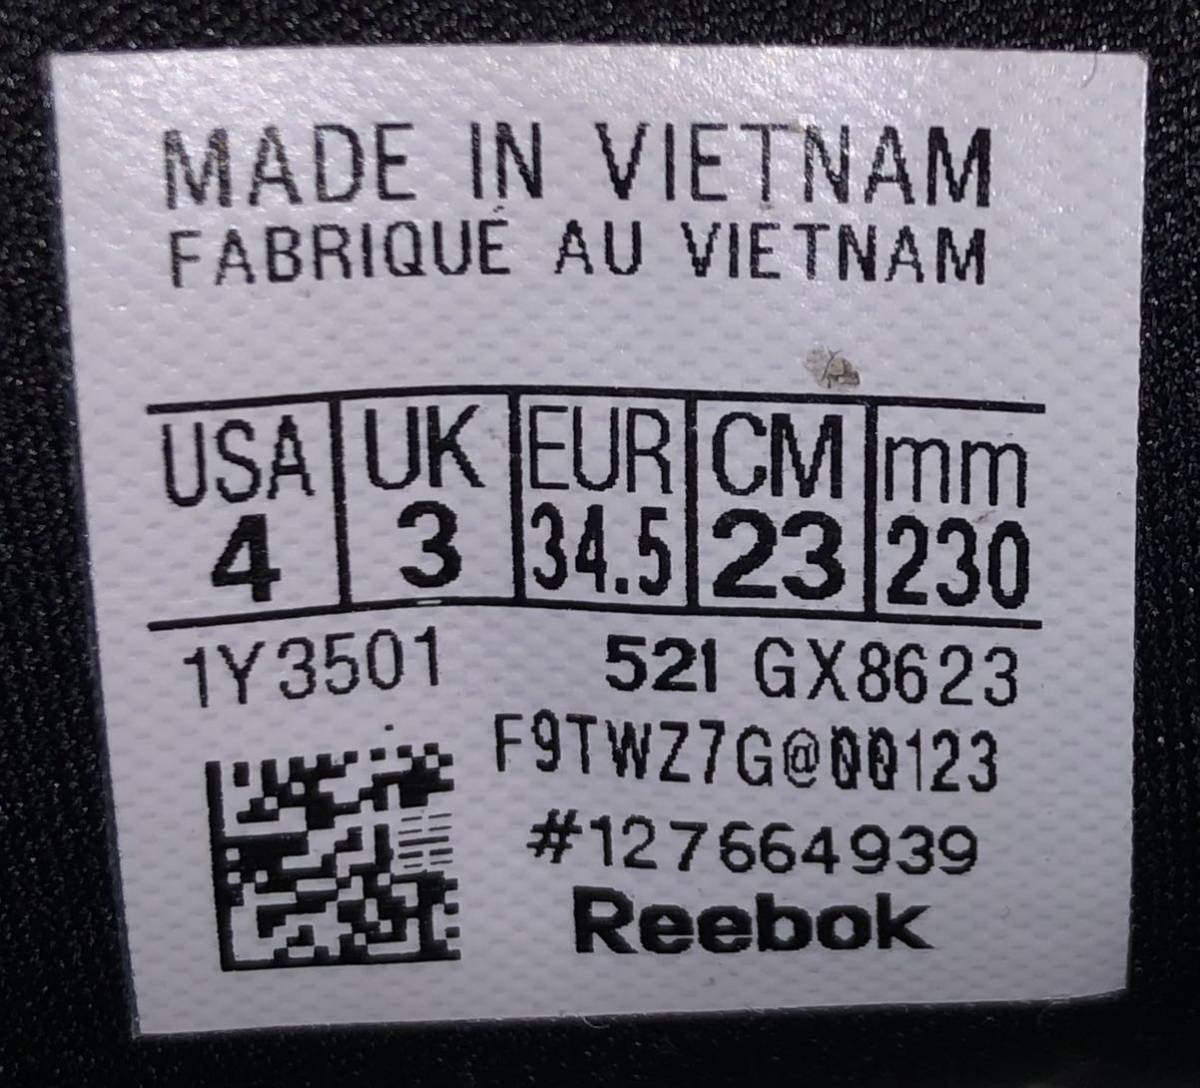 MADE IN VIETNAM
FABRIQUÉ AU VIETNAM
USA UK EUR CM mm
4 3 34.5 23 230
1Y3501 521 GX8623
F9TWZ7G@00123
#127664939
Reebok